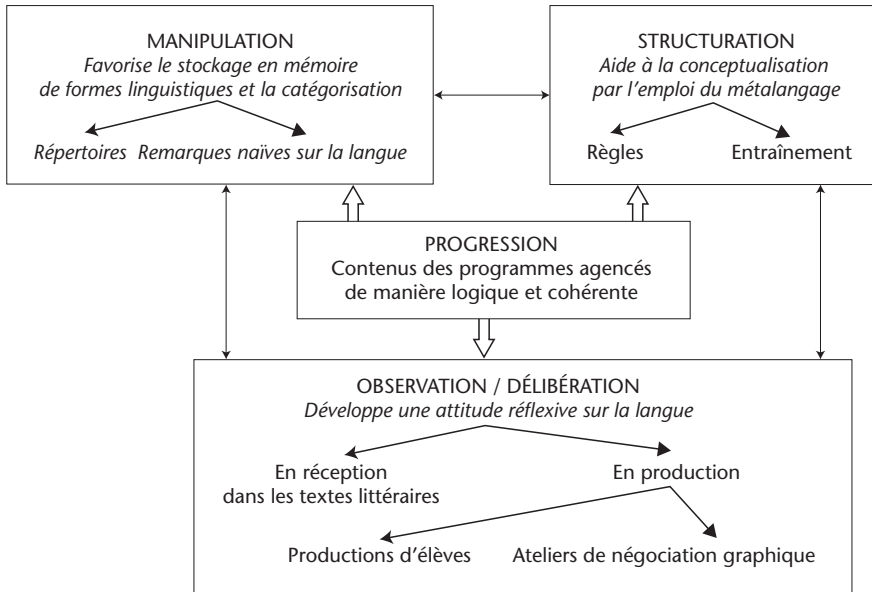 MANIPULATION
Favorise le stockage en mémoire
de formes linguistiques et la catégorisation
Répertoires Remarques naïves sur la langue
STRUCTURATION
Aide à la conceptualisation
par l’emploi du métalangage
Règles Entraînement
PROGRESSION
Contenus des programmes agencés
de manière logique et cohérente
OBSERVATION / DÉLIBÉRATION
Développe une attitude réflexive sur la langue
En réception
dans les textes littéraires
En production
Productions d’élèves Ateliers de négociation graphique